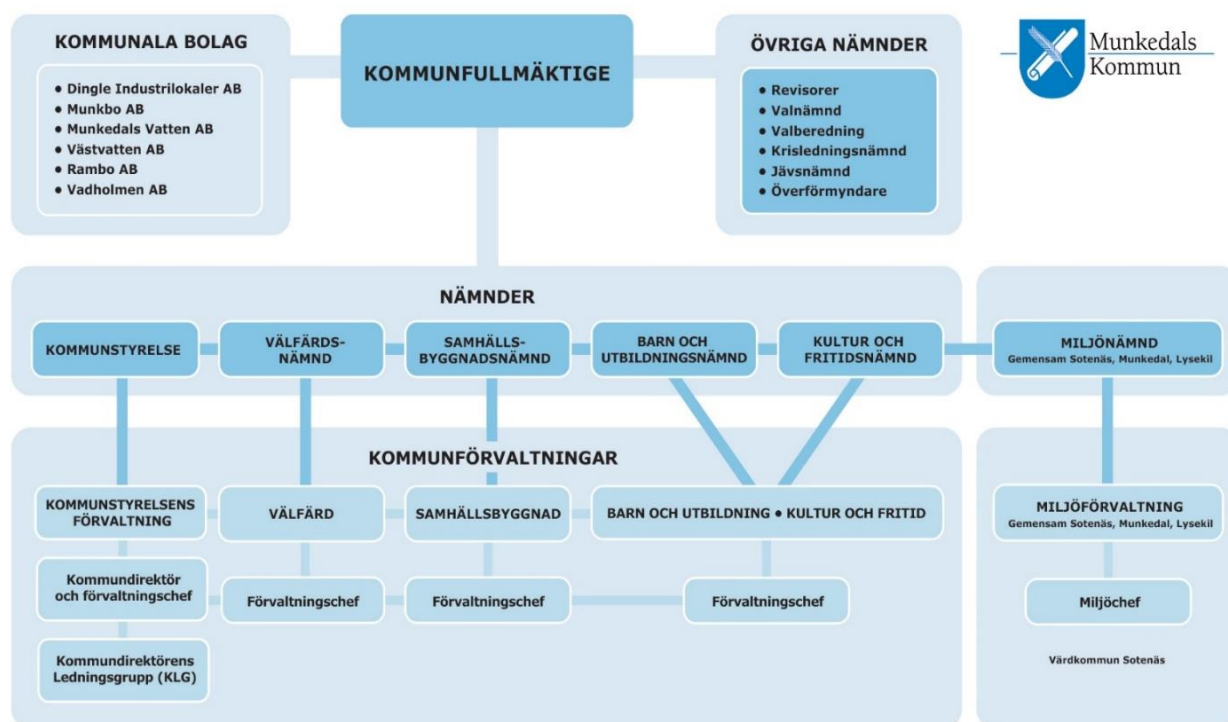 KOMMUNALA BOLAG
• Dingle Industrilokaler AB
• Munkbo AB
• Munkedals Vatten AB
• Västvatten AB
• Rambo AB
• Vadholmen AB
KOMMUNFULLMÄKTIGE
ÖVRIGA NÄMNDER
• Revisorer
• Valnämnd
• Valberedning
• Krisledningsnämnd
• Jävsnämnd
• Överförmyndare
Munkedals
Kommun
NÄMNDER
KOMMUNSTYRELSE
VÄLFÄRDS-
NÄMND
SAMHÄLLS-
BYGGNADSNÄMND
BARN OCH
UTBILDNINGSNÄMND
KULTUR OCH
FRITIDSNÄMND
MILJÖNÄMND
Gemensam Sotenäs, Munkedal, Lysekil
KOMMUNFÖRVALTNINGAR
KOMMUNSTYRELSENS
FÖRVALTNING
VÄLFÄRD
SAMHÄLLSBYGGNAD
BARN OCH UTBILDNING • KULTUR OCH FRITID
MILJÖFÖRVALTNING
Gemensam Sotenäs, Munkedal, Lysekil
Kommundirektör
och förvaltningschef
Förvaltningschef
Förvaltningschef
Förvaltningschef
Miljöchef
Kommundirektörens
Ledningsgrupp (KLG)
Värdkommun Sotenäs